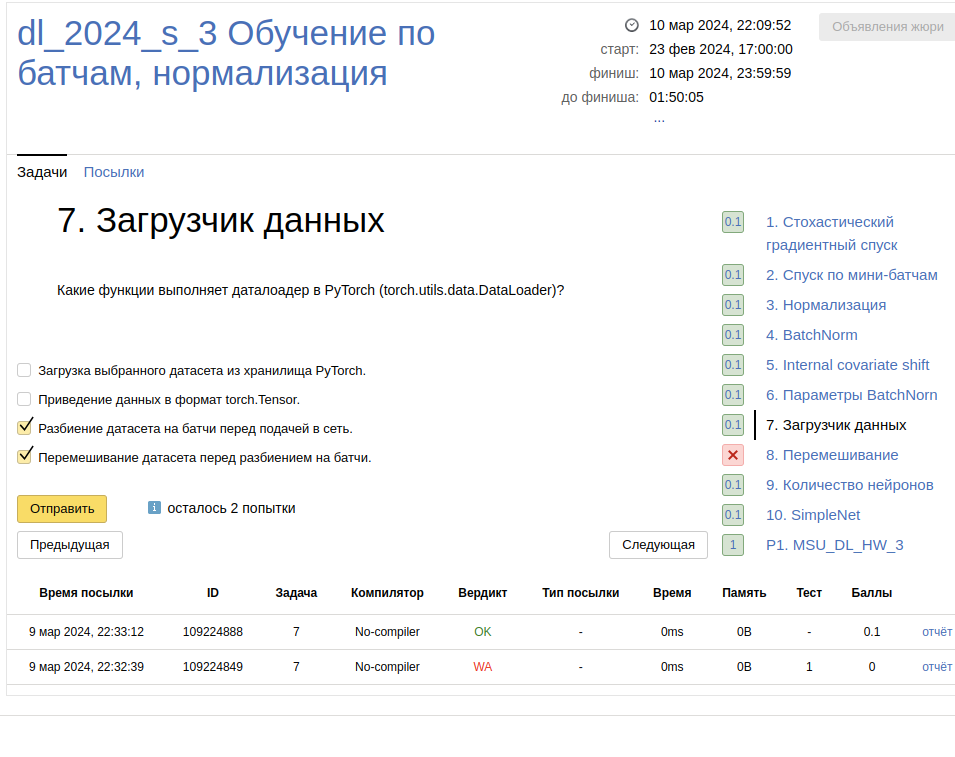 dl_2024_s_3 Обучение по
батчам, нормализация
10 мар 2024, 22:09:52
старт: 23 фев 2024, 17:00:00
финиш: 10 мар 2024, 23:59:59
до финиша: 01:50:05
...
Объявления жюри
Задачи Посылки
7. Загрузчик данных
Какие функции выполняет даталоадер в PyTorch (torch.utils.data.DataLoader)?
Загрузка выбранного датасета из хранилища PyTorch.
Приведение данных в формат torch.Tensor.
Разбиение датасета на батчи перед подачей в сеть.
Перемешивание датасета перед разбиением на батчи.
Отправить осталось 2 попытки
Предыдущая Следующая
0.1 1. Стохастический
градиентный спуск
0.1 2. Спуск по мини-батчам
0.1 3. Нормализация
0.1 4. BatchNorm
0.1 5. Internal covariate shift
0.1 6. Параметры BatchNorn
0.1 7. Загрузчик данных
8. Перемешивание
0.1 9. Количество нейронов
0.1 10. SimpleNet
1 P1. MSU_DL_HW_3
Время посылки ID Задача Компилятор Вердикт Тип посылки Время Память Тест Баллы
9 мар 2024, 22:33:12 109224888 7 No-compiler OK - 0ms 0B - 0.1 отчёт
9 мар 2024, 22:32:39 109224849 7 No-compiler WA - 0ms 0B 1 0 отчёт